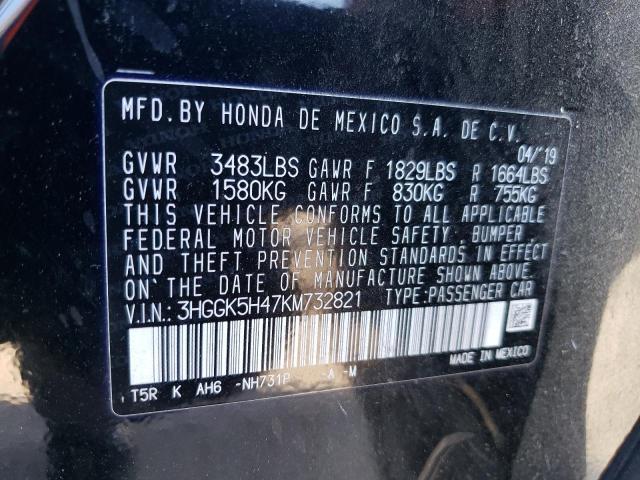 MFD.BY HONDA DE MEXICO S.A. DE C.V.
04/'19
GVWR 3483LBS GAWR F 1829LBS R 1664LBS
GVWR 1580KG GAWR F 830KG R 755KG
THIS VEHICLE CONFORMS TO ALL APPLICABLE
FEDERAL MOTOR VEHICLE SAFETY, BUMPER
AND THEFT PREVENTION STANDARDS IN EFFECT
ON THE DATE OF MANUFACTURE SHOWN ABOVE.
V.I.N.: 3HGGK5H47KM732821 TYPE:PASSENGER CAR
MADE IN MEXICO
T5R K AH6 -NH731P -A -M